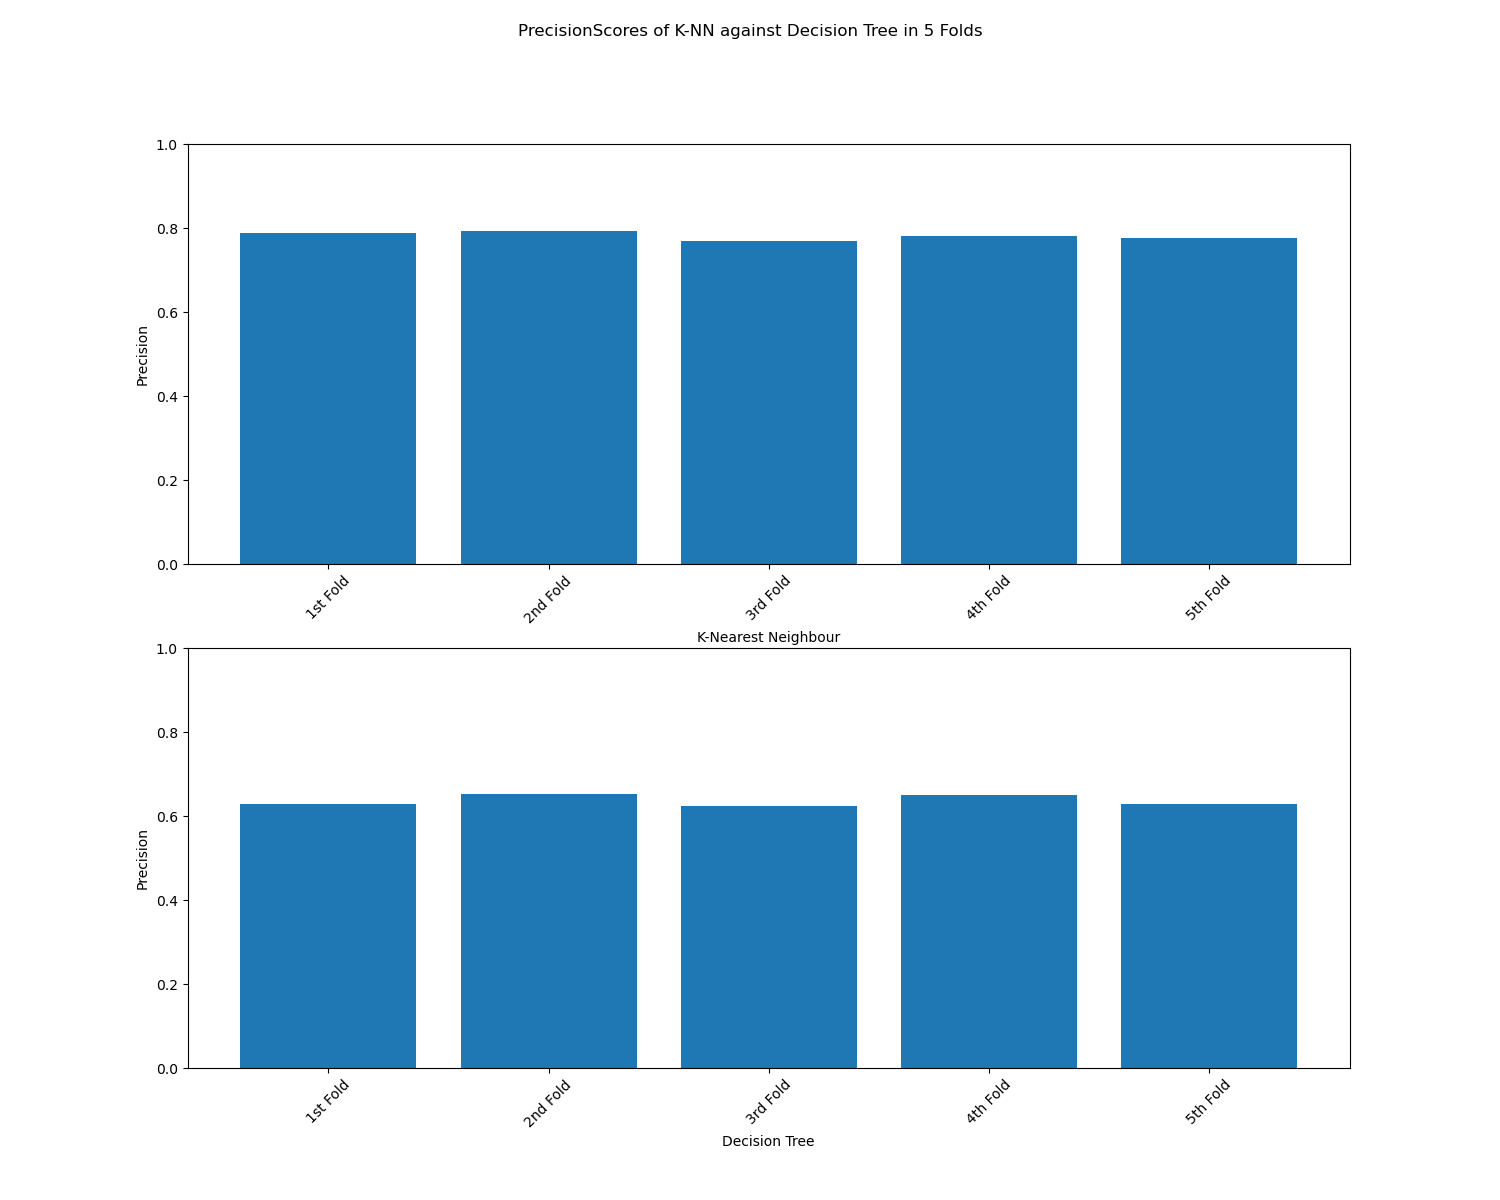 PrecisionScores of K-NN against Decision Tree in 5 Folds
1.0
0.8
0.6
0.4
0.2
0.0
Precision
1st Fold
2nd Fold
3rd Fold
4th Fold
5th Fold
K-Nearest Neighbour
1.0
0.8
0.6
0.4
0.2
0.0
Precision
1st Fold
2nd Fold
3rd Fold
4th Fold
5th Fold
Decision Tree